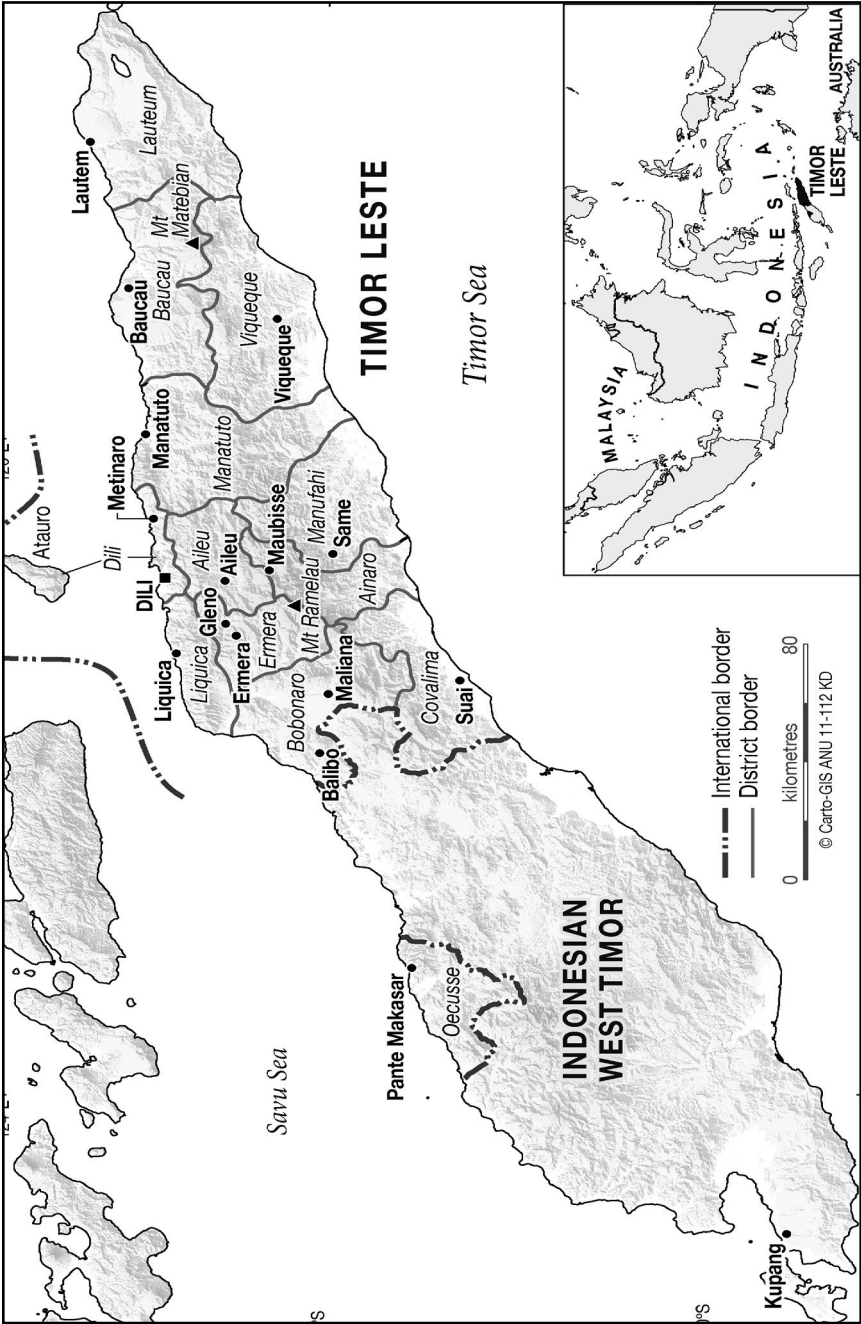 Atauro
Dili
Lautem
Lauteum
DILI
Metinaro
Manatuto
Baucau
Baucau
Mt
Matebian
Liquica
Liquica
Gleno
Aileu
Aileu
Manatuto
Ermera
Ermera
Maubisse
Viqueque
Viqueque
Mt Ramelau
Manufahi
Same
Bobonaro
Balibo
Maliana
Ainaro
Covalima
Suai
TIMOR LESTE
Savu Sea
Timor Sea
Pante Makasar
Oecusse
INDONESIAN
WEST TIMOR
Kupang
International border
District border
0
kilometres
80
© Carto-GIS ANU 11-112 KD
MALAYSIA
INDONESIA
TIMOR
LESTE
AUSTRALIA